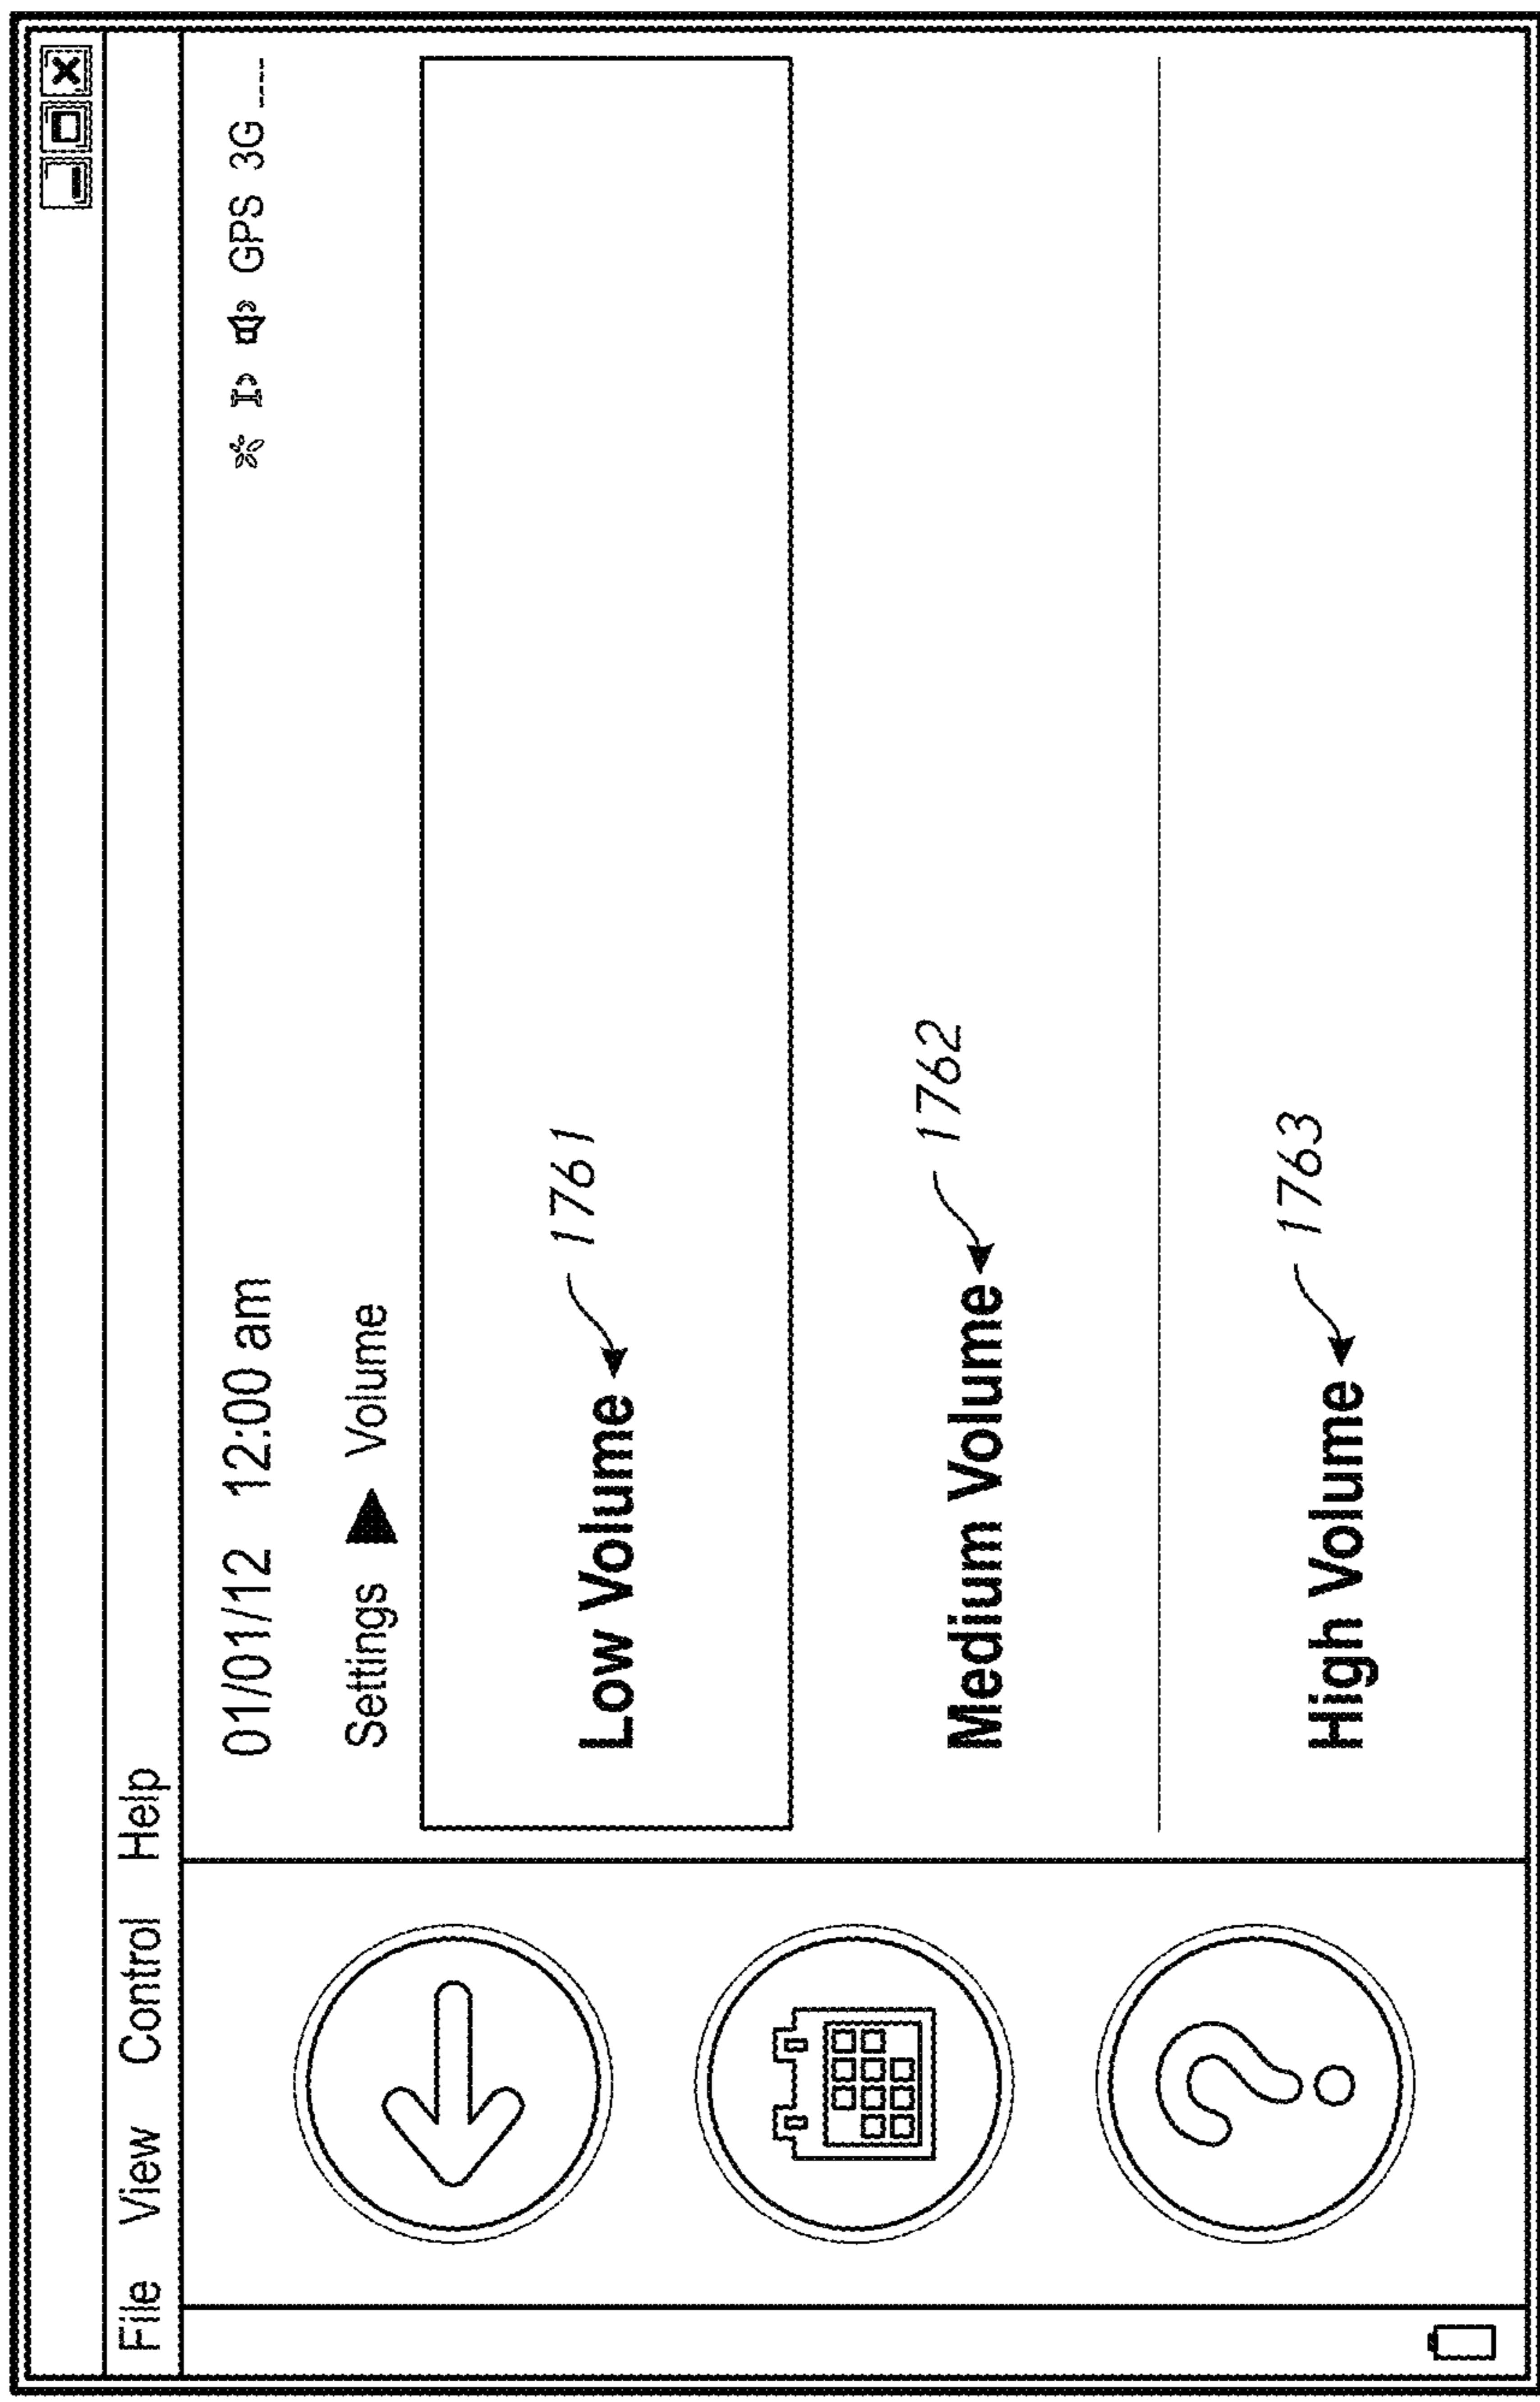 File View Control Help
01/01/12 12:00 am GPS 3G
Settings Volume
Low Volume 1761
Medium Volume 1762
High Volume 1763